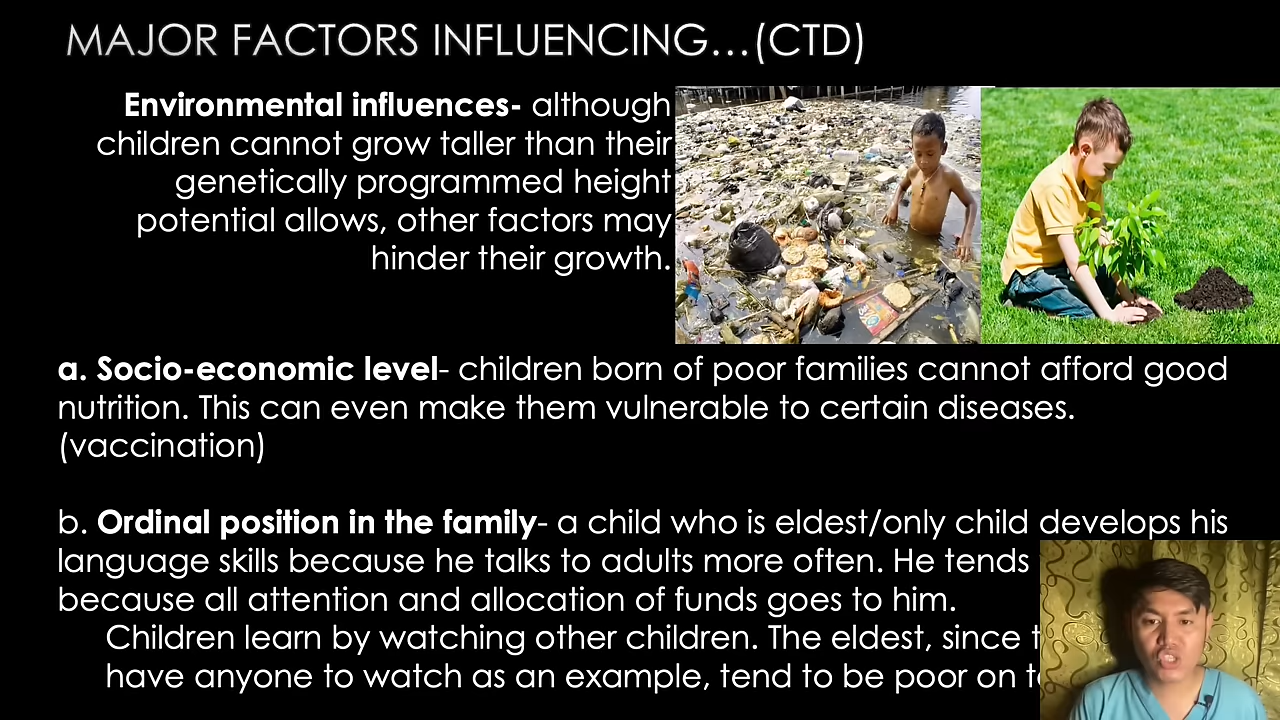 MAJOR FACTORS INFLUENCING…(CTD)
Environmental influences- although
children cannot grow taller than their
genetically programmed height
potential allows, other factors may
hinder their growth.
a. Socio-economic level- children born of poor families cannot afford good
nutrition. This can even make them vulnerable to certain diseases.
(vaccination)
b. Ordinal position in the family- a child who is eldest/only child develops his
language skills because he talks to adults more often. He tends
because all attention and allocation of funds goes to him.
Children learn by watching other children. The eldest, since
have anyone to watch as an example, tend to be poor on